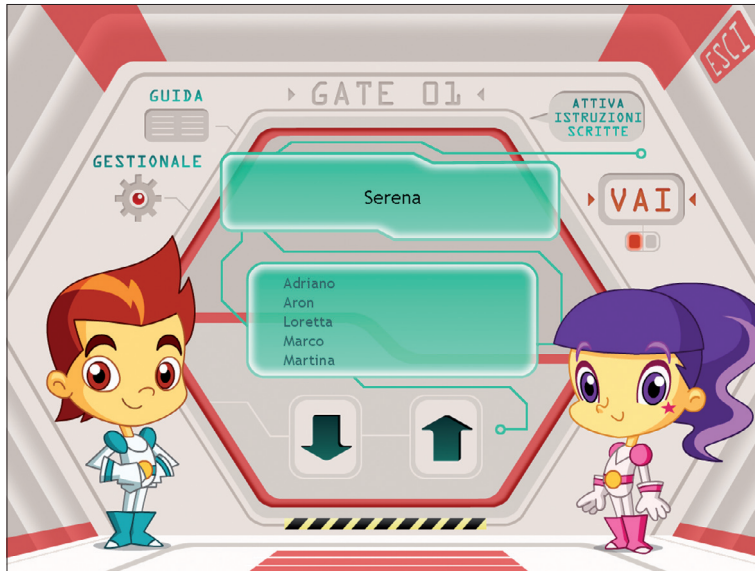 ESCI
GATE 01
GUIDA
ATTIVA
ISTRUZIONI
SCRITTE
GESTIONALE
VAI
Serena
Adriano
Aron
Loretta
Marco
Martina